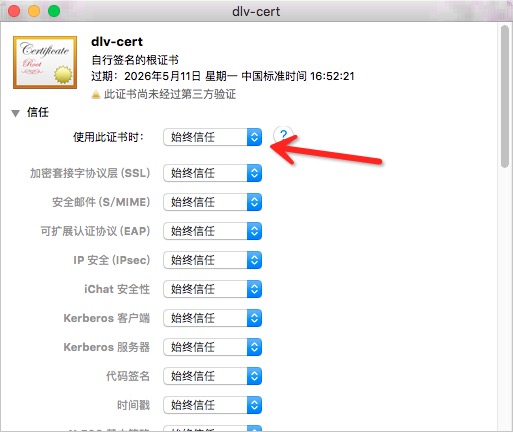 dlv-cert
Certificate
Root
dlv-cert
自行签名的根证书
过期：2026年5月11日 星期一 中国标准时间 16:52:21
此证书尚未经过第三方验证
信任
使用此证书时： 始终信任 ?
加密套接字协议层 (SSL) 始终信任
安全邮件 (S/MIME) 始终信任
可扩展认证协议 (EAP) 始终信任
IP 安全 (IPsec) 始终信任
iChat 安全性 始终信任
Kerberos 客户端 始终信任
Kerberos 服务器 始终信任
代码签名 始终信任
时间戳 始终信任